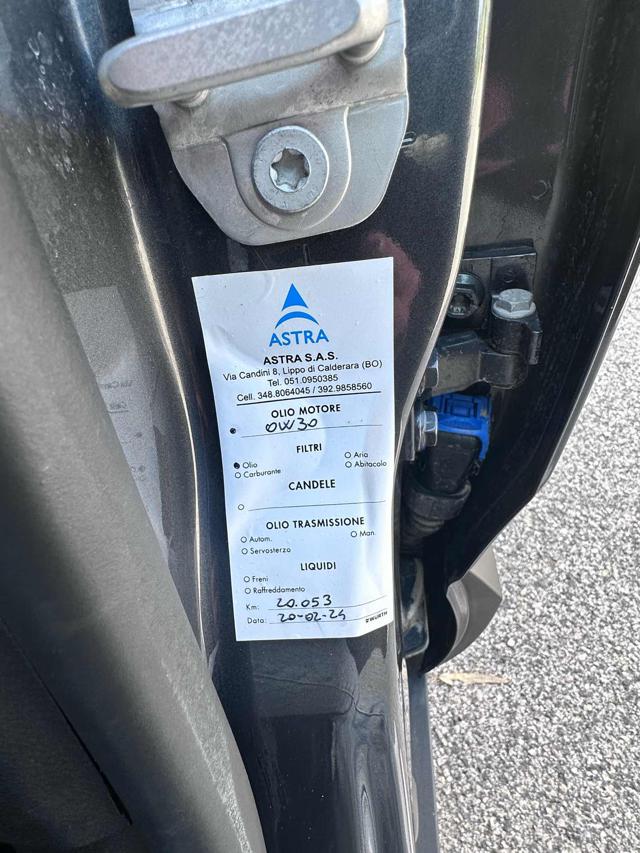 ASTRA
ASTRA S.A.S.
Via Candini 8, Lippo di Calderara (BO)
Tel. 051.0950385
Cell. 348.8064045 / 392.9858560
OLIO MOTORE
0W30
FILTRI
Olio
Aria
Carburante
Abitacolo
CANDELE
OLIO TRASMISSIONE
Autom.
Man.
Servosterzo
LIQUIDI
Freni
Raffreddamento
Km: 20.053
Data: 20-02-24
WÜRTH